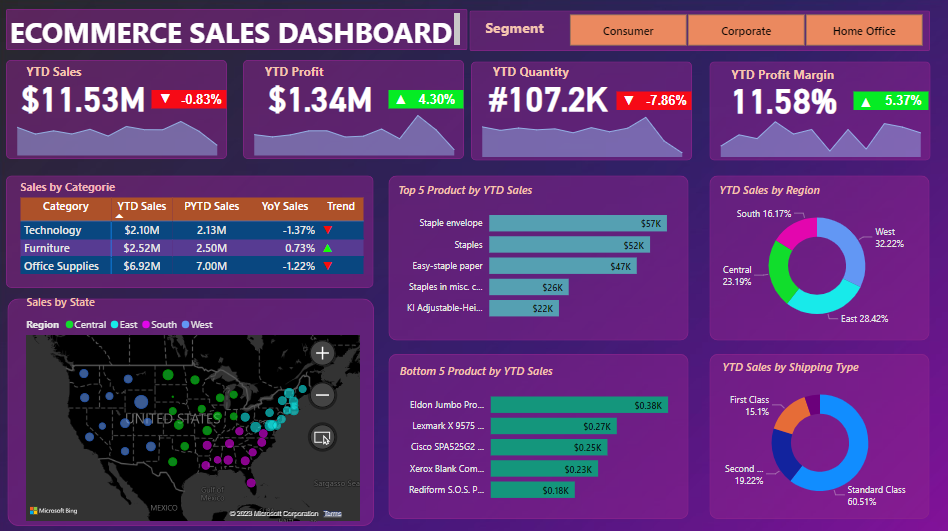 ECOMMERCE SALES DASHBOARD
Segment
Consumer
Corporate
Home Office
YTD Sales
$11.53M ▼ -0.83%
YTD Profit
$1.34M ▲ 4.30%
YTD Quantity
#107.2K ▼ -7.86%
YTD Profit Margin
11.58% ▲ 5.37%
Sales by Categorie
Category YTD Sales PYTD Sales YoY Sales Trend
Technology $2.10M 2.13M -1.37% ▼
Furniture $2.52M 2.50M 0.73% ▲
Office Supplies $6.92M 7.00M -1.22% ▼
Sales by State
Region Central East South West
UNITED STATES
Gulf of
Mexico
Sargasso Sea
MEXICO
Microsoft Bing
© 2023 Microsoft Corporation Terms
Top 5 Product by YTD Sales
Staple envelope $57K
Staples $52K
Easy-staple paper $47K
Staples in misc. c... $26K
KI Adjustable-Hei... $22K
Bottom 5 Product by YTD Sales
Eldon Jumbo Pro... $0.38K
Lexmark X 9575 ... $0.27K
Cisco SPA525G2 ... $0.25K
Xerox Blank Com... $0.23K
Rediform S.O.S. P... $0.18K
YTD Sales by Region
South 16.17%
West
32.22%
Central
23.19%
East 28.42%
YTD Sales by Shipping Type
First Class
15.1%
Second ...
19.22%
Standard Class
60.51%